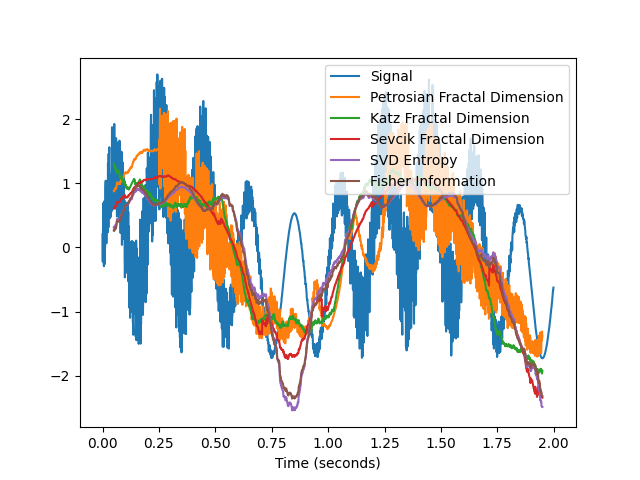 Signal
Petrosian Fractal Dimension
Katz Fractal Dimension
Sevcik Fractal Dimension
SVD Entropy
Fisher Information
2
1
0
−1
−2
0.00 0.25 0.50 0.75 1.00 1.25 1.50 1.75 2.00
Time (seconds)